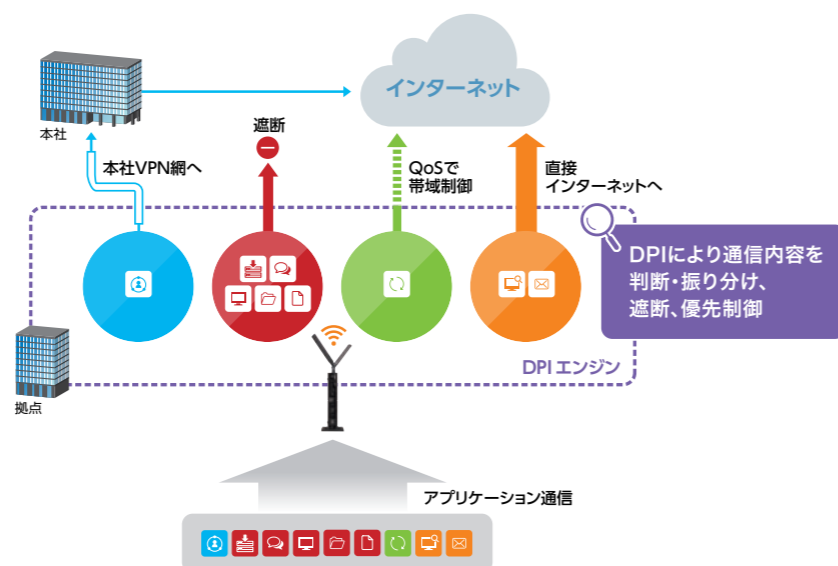 インターネット
本社
遮断
本社VPN網へ
QoSで
帯域制御
直接
インターネットへ
DPIにより通信内容を
判断・振り分け、
遮断、優先制御
DPI エンジン
拠点
アプリケーション通信